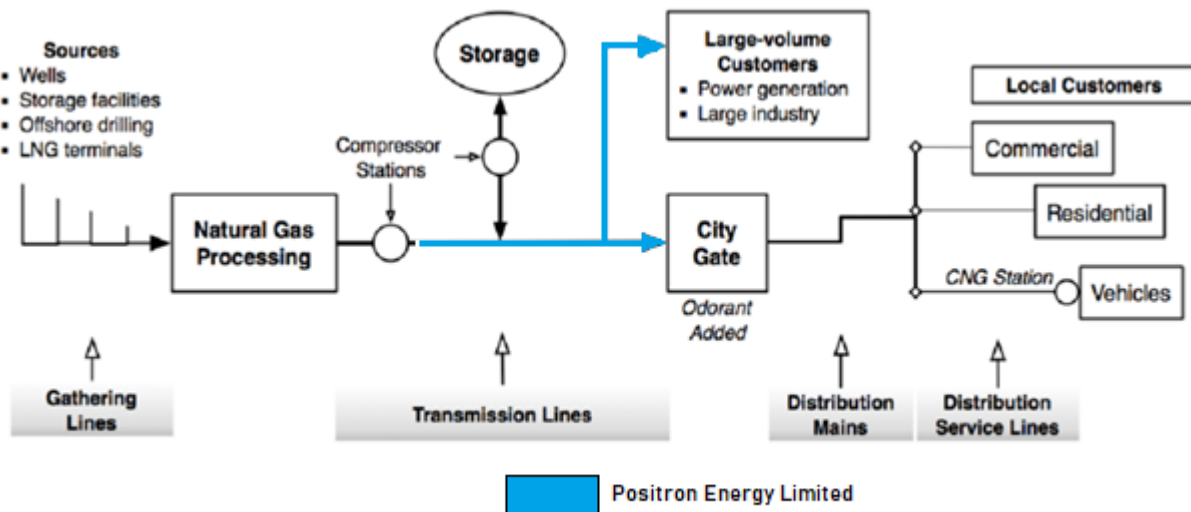 Sources
▪ Wells
▪ Storage facilities
▪ Offshore drilling
▪ LNG terminals
Storage
Compressor
Stations
Large-volume
Customers
▪ Power generation
▪ Large industry
Local Customers
Commercial
Residential
CNG Station
Vehicles
Natural Gas
Processing
City
Gate
Odorant
Added
Gathering
Lines
Transmission Lines
Distribution
Mains
Distribution
Service Lines
Positron Energy Limited